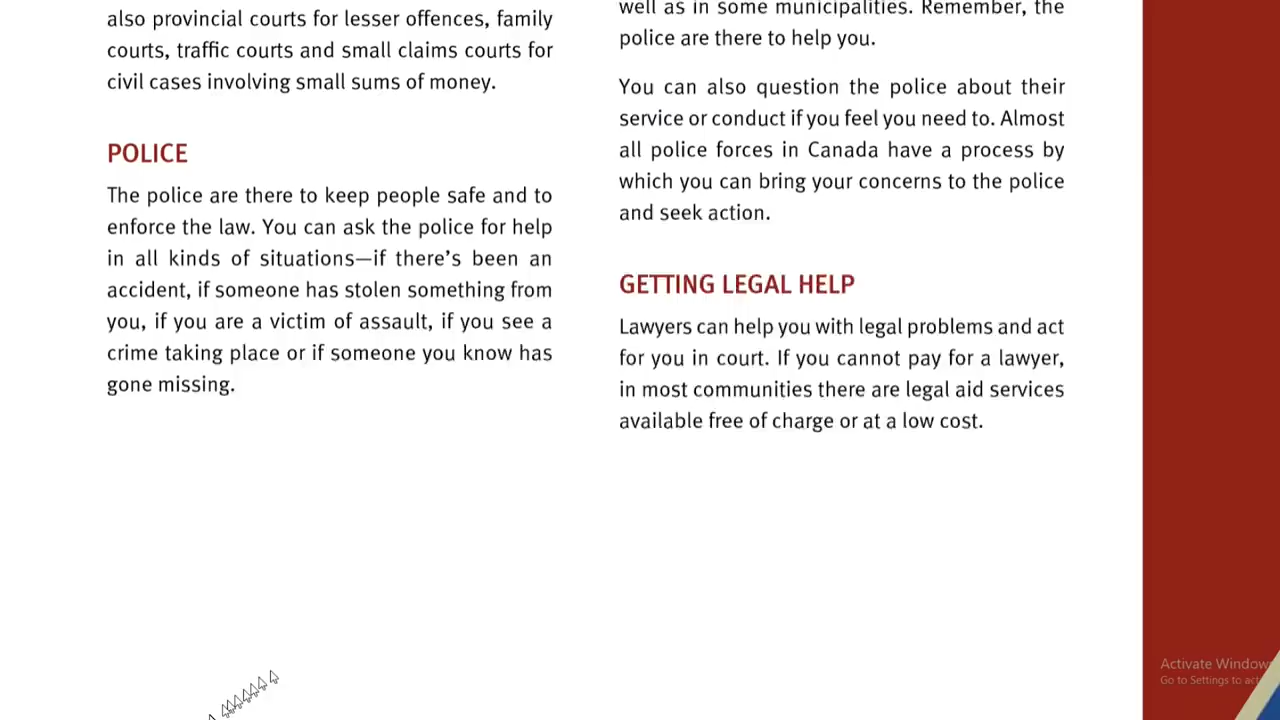 also provincial courts for lesser offences, family
courts, traffic courts and small claims courts for
civil cases involving small sums of money.
POLICE
The police are there to keep people safe and to
enforce the law. You can ask the police for help
in all kinds of situations—if there's been an
accident, if someone has stolen something from
you, if you are a victim of assault, if you see a
crime taking place or if someone you know has
gone missing.
well as in some municipalities. Remember, the
police are there to help you.
You can also question the police about their
service or conduct if you feel you need to. Almost
all police forces in Canada have a process by
which you can bring your concerns to the police
and seek action.
GETTING LEGAL HELP
Lawyers can help you with legal problems and act
for you in court. If you cannot pay for a lawyer,
in most communities there are legal aid services
available free of charge or at a low cost.
Activate Window
Go to Settings to